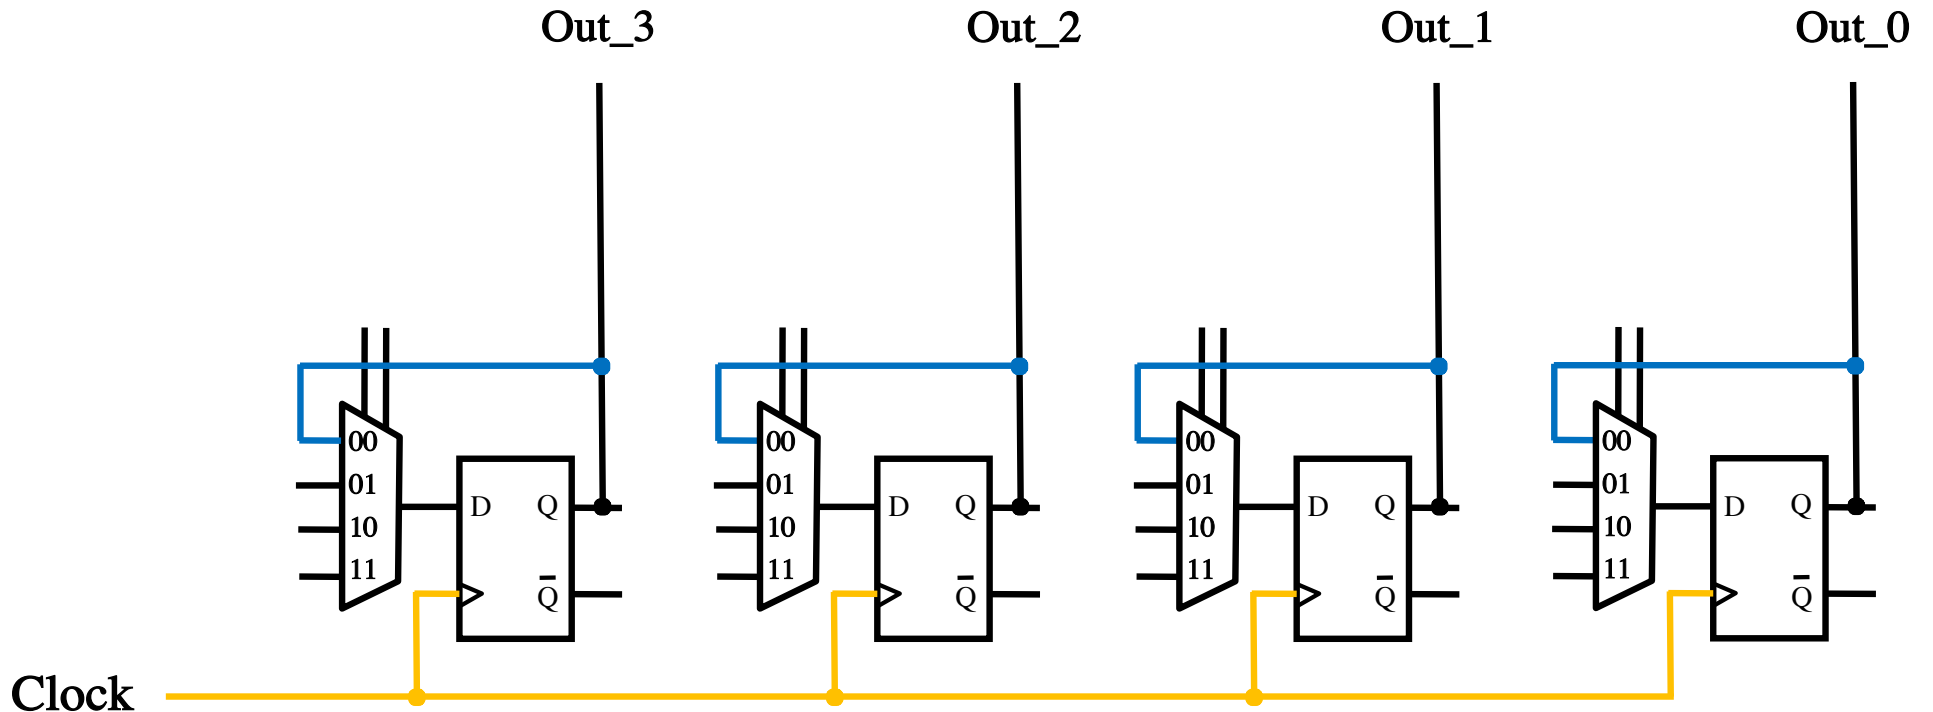 Out_3 Out_2 Out_1 Out_0
00 00 00 00
01 01 01 01
D Q D Q D Q D Q
10 10 10 10
11 11 11 11
Q̅ Q̅ Q̅ Q̅
Clock